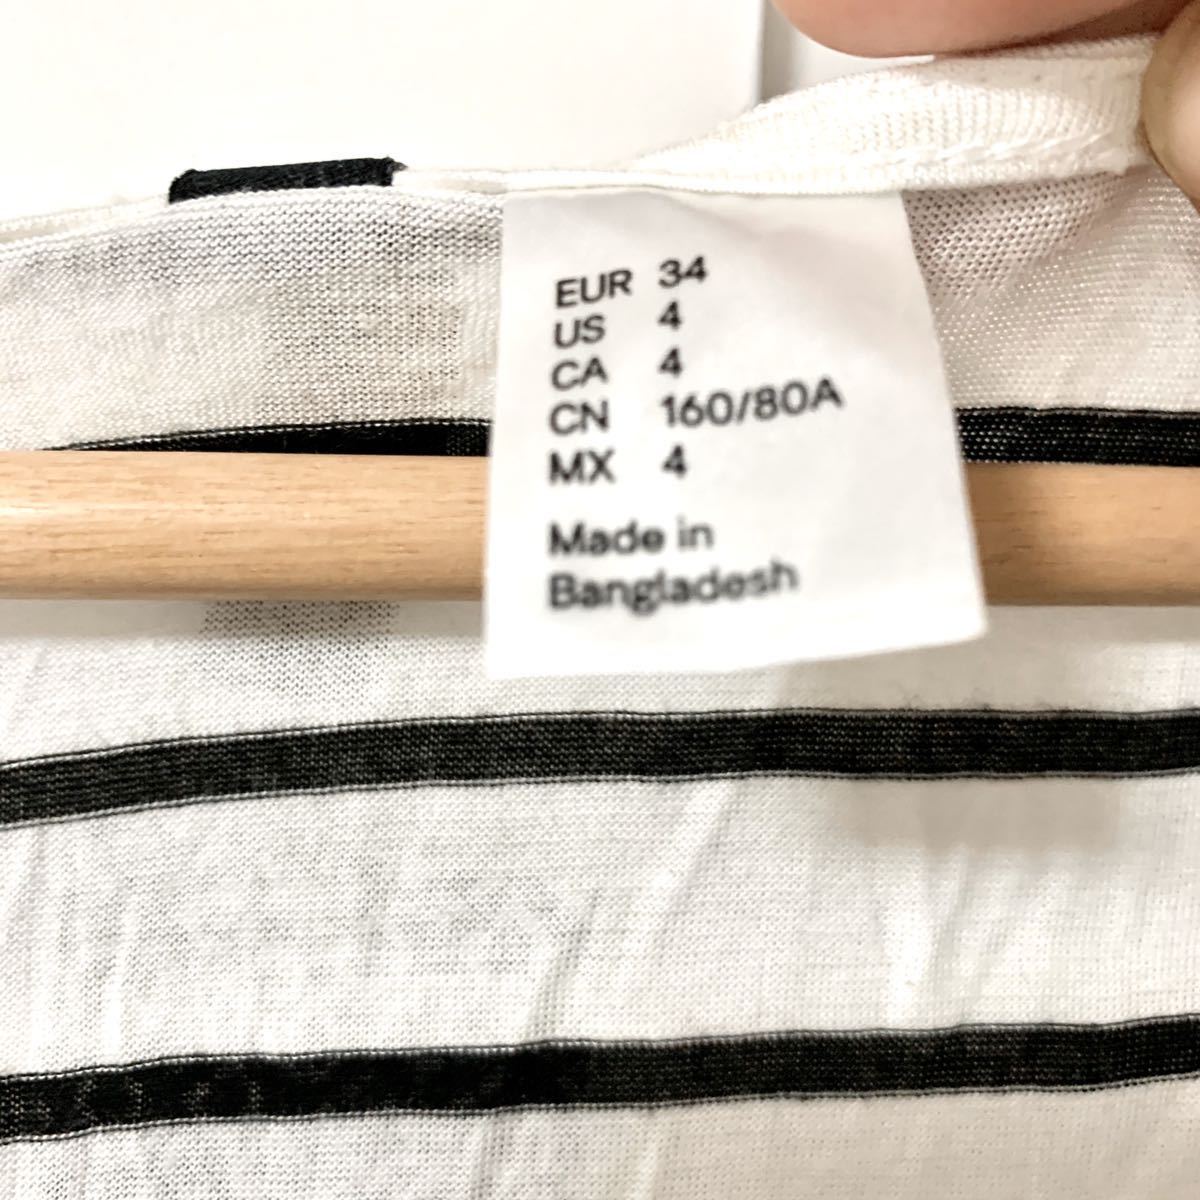 EUR 34
US 4
CA 4
CN 160/80A
MX 4
Made in
Bangladesh